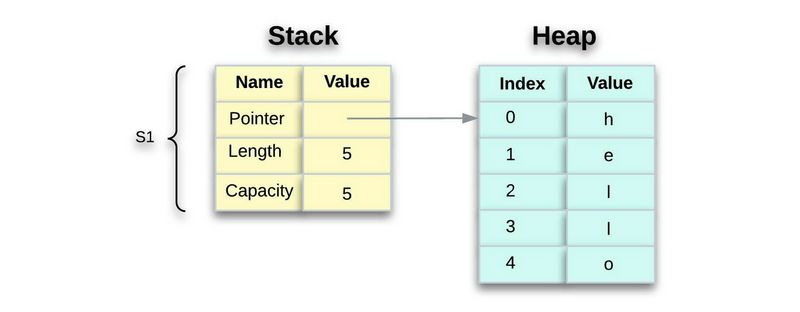 Stack
Heap
S1
Name Value
Pointer
Length 5
Capacity 5
Index Value
0 h
1 e
2 l
3 l
4 o